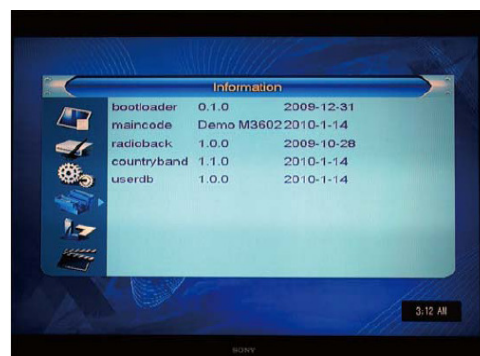 Information
bootloader 0.1.0 2009-12-31
maincode Demo M3602 2010-1-14
radioback 1.0.0 2009-10-28
countryband 1.1.0 2010-1-14
userdb 1.0.0 2010-1-14
3:12 AM
SONY